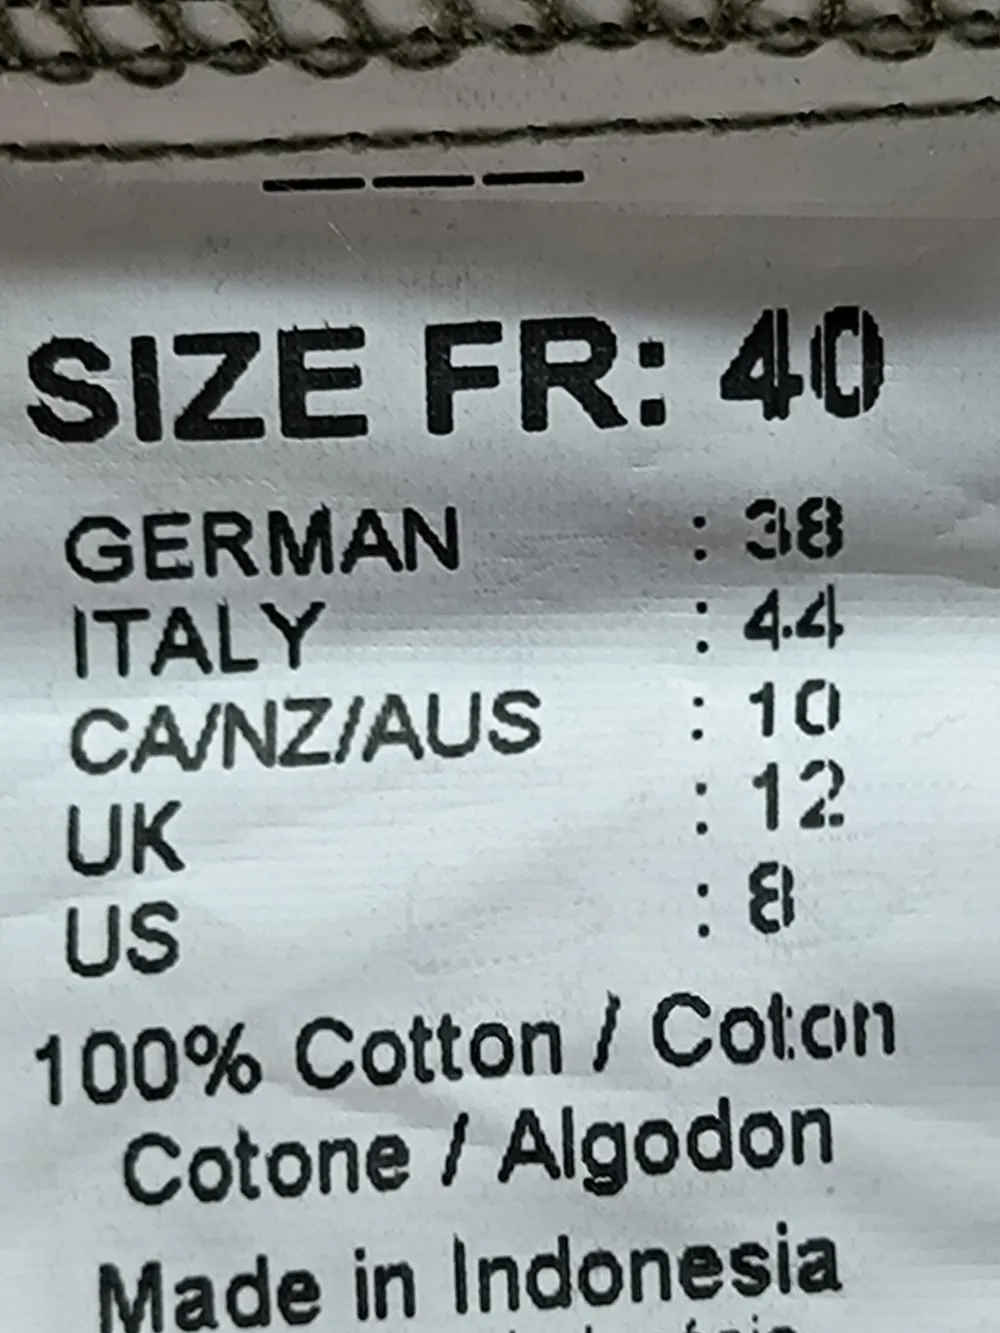 SIZE FR: 40
GERMAN : 38
ITALY : 44
CA/NZ/AUS : 10
UK : 12
US : 8
100% Cotton / Coton
Cotone / Algodon
Made in Indonesia